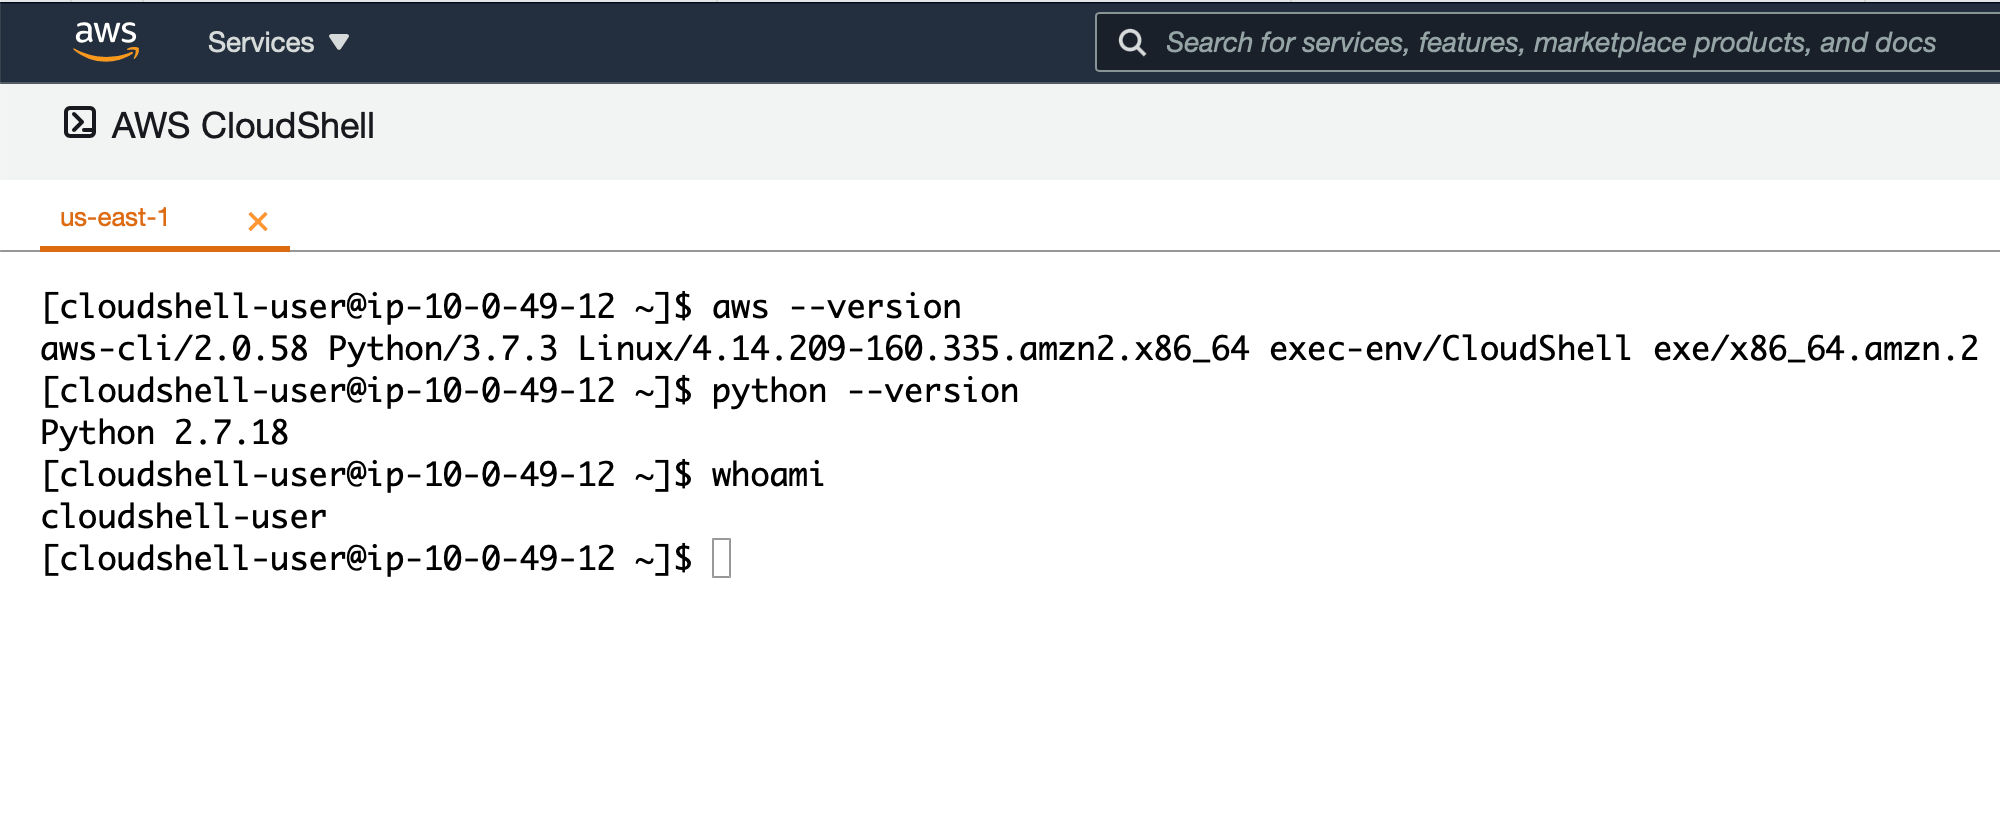 aws
Services
Search for services, features, marketplace products, and docs
AWS CloudShell
us-east-1
[cloudshell-user@ip-10-0-49-12 ~]$ aws --version
aws-cli/2.0.58 Python/3.7.3 Linux/4.14.209-160.335.amzn2.x86_64 exec-env/CloudShell exe/x86_64.amzn.2
[cloudshell-user@ip-10-0-49-12 ~]$ python --version
Python 2.7.18
[cloudshell-user@ip-10-0-49-12 ~]$ whoami
cloudshell-user
[cloudshell-user@ip-10-0-49-12 ~]$